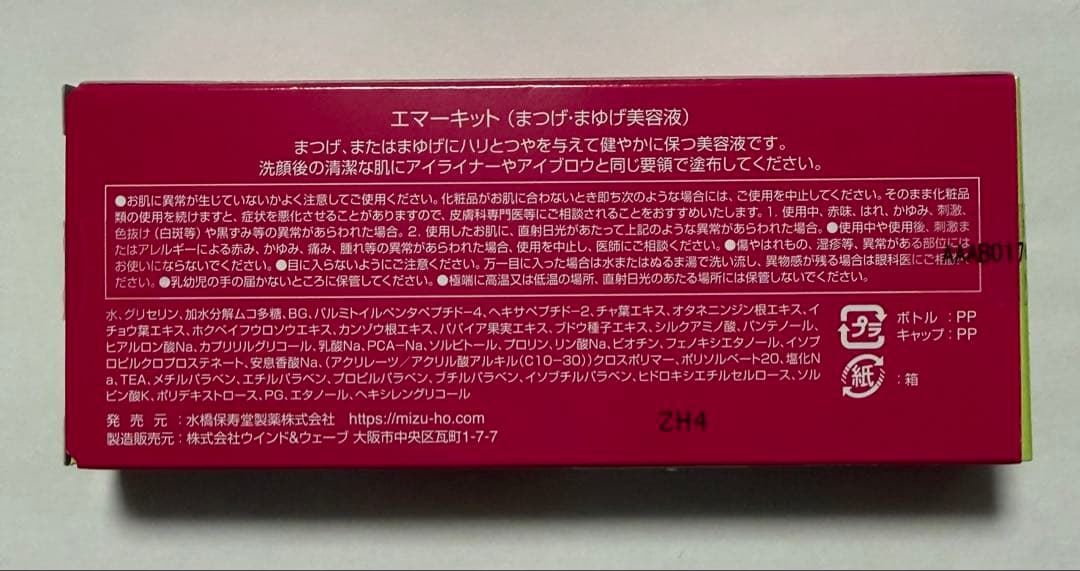 エマーキット（まつげ・まゆげ美容液）
まつげ、またはまゆげにハリとつやを与えて健やかに保つ美容液です。
洗顔後の清潔な肌にアイライナーやアイブロウと同じ要領で塗布してください。
●お肌に異常が生じていないかよく注意してご使用ください。化粧品がお肌に合わないとき即ち次のような場合には、ご使用を中止してください。そのまま化粧品
類の使用を続けますと、症状を悪化させることがありますので、皮膚科専門医等にご相談されることをおすすめいたします。1. 使用中、赤味、はれ、かゆみ、刺激、
色抜け（白斑等）や黒ずみ等の異常があらわれた場合。2. 使用したお肌に、直射日光があたって上記のような異常があらわれた場合。●使用中や使用後、刺激ま
たはアレルギーによる赤み、かゆみ、痛み、腫れ等の異常があらわれた場合、使用を中止し、医師にご相談ください。●傷やはれもの、湿疹等、異常がある部位には
お使いにならないでください。●目に入らないようにご注意ください。万一目に入った場合は水またはぬるま湯で洗い流し、異物感が残る場合は眼科医にご相談く
ださい。●乳幼児の手の届かないところに保管してください。●極端に高温又は低温の場所、直射日光のあたる場所には保管しないでください。
AAAB017
水、グリセリン、加水分解ムコ多糖、BG、パルミトイルペンタペプチド-4、ヘキサペプチド-2、チャ葉エキス、オタネニンジン根エキス、イ
チョウ葉エキス、ホクベイフウロソウエキス、カンゾウ根エキス、パパイア果実エキス、ブドウ種子エキス、シルクアミノ酸、パンテノール、
ヒアルロン酸Na、カプリリルグリコール、乳酸Na、PCA-Na、ソルビトール、プロリン、リン酸Na、ビオチン、フェノキシエタノール、イソプ
ロピルクロプロステネート、安息香酸Na、（アクリレーツ／アクリル酸アルキル（C10-30））クロスポリマー、ポリソルベート20、塩化N
a、TEA、メチルパラベン、エチルパラベン、プロピルパラベン、ブチルパラベン、イソブチルパラベン、ヒドロキシエチルセルロース、ソル
ビン酸K、ポリデキストロース、PG、エタノール、ヘキシレングリコール
プラ
ボトル：PP
キャップ：PP
紙
：箱
発 売 元 ：水橋保寿堂製薬株式会社 https://mizu-ho.com
製造販売元：株式会社ウインド&ウェーブ 大阪市中央区瓦町1-7-7
ZH4